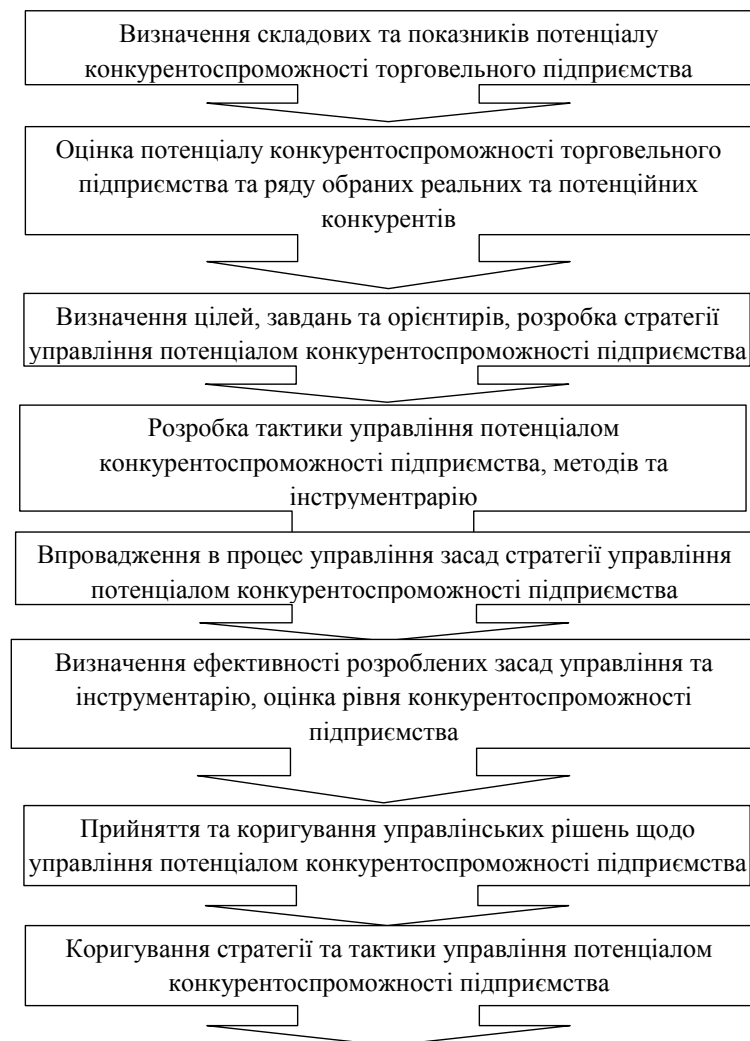 Визначення складових та показників потенціалу
конкурентоспроможності торговельного підприємства
Оцінка потенціалу конкурентоспроможності торговельного
підприємства та ряду обраних реальних та потенційних
конкурентів
Визначення цілей, завдань та орієнтирів, розробка стратегії
управління потенціалом конкурентоспроможності підприємства
Розробка тактики управління потенціалом
конкурентоспроможності підприємства, методів та
інструментрарію
Впровадження в процес управління засад стратегії управління
потенціалом конкурентоспроможності підприємства
Визначення ефективності розроблених засад управління та
інструментарію, оцінка рівня конкурентоспроможності
підприємства
Прийняття та коригування управлінських рішень щодо
управління потенціалом конкурентоспроможності підприємства
Коригування стратегії та тактики управління потенціалом
конкурентоспроможності підприємства